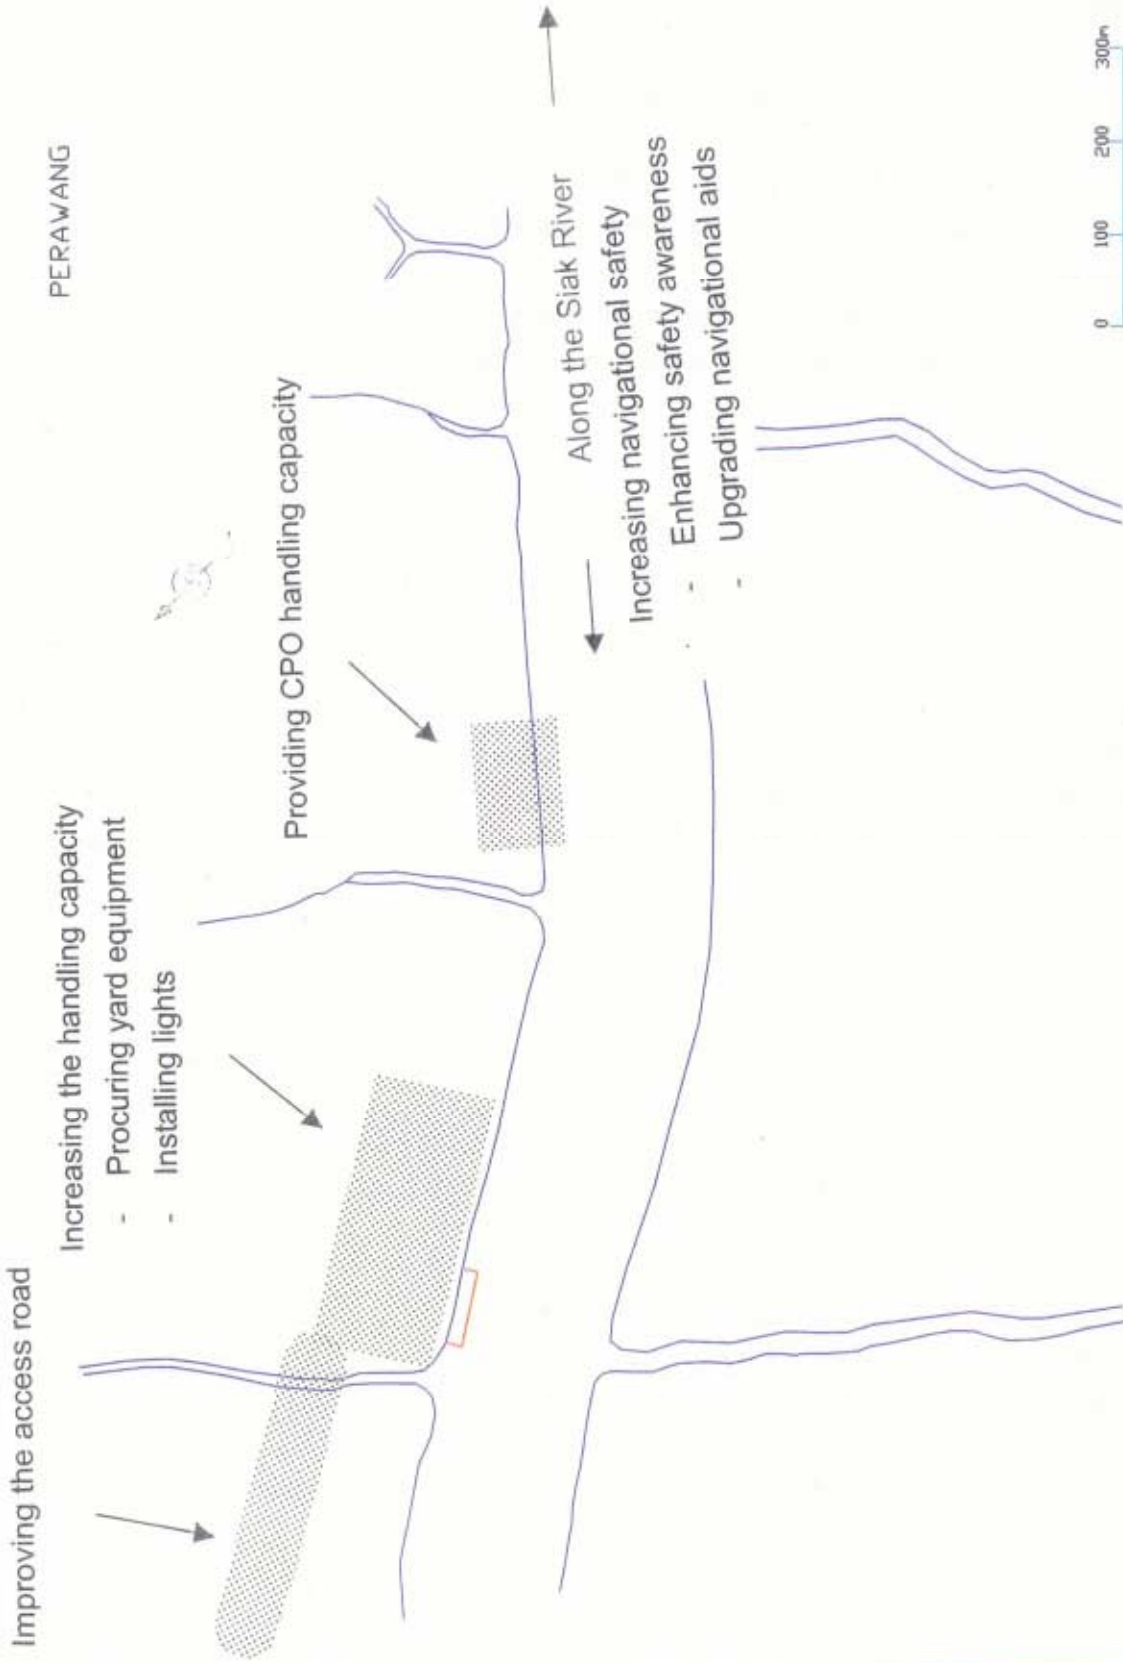 PERAWANG
Improving the access road
Increasing the handling capacity
- Procuring yard equipment
- Installing lights
Providing CPO handling capacity
Along the Siak River
Increasing navigational safety
- Enhancing safety awareness
- Upgrading navigational aids
0 100 200 300m